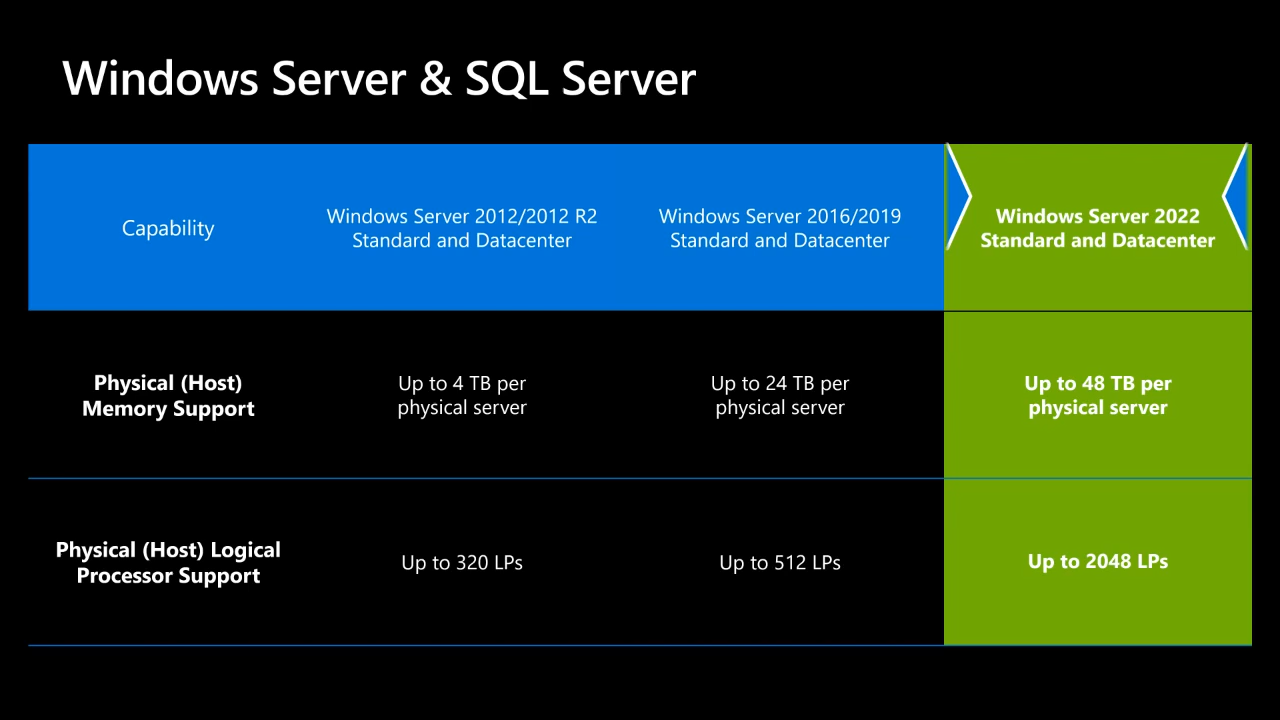 Windows Server & SQL Server
Capability
Windows Server 2012/2012 R2
Standard and Datacenter
Windows Server 2016/2019
Standard and Datacenter
Windows Server 2022
Standard and Datacenter
Physical (Host)
Memory Support
Up to 4 TB per
physical server
Up to 24 TB per
physical server
Up to 48 TB per
physical server
Physical (Host) Logical
Processor Support
Up to 320 LPs
Up to 512 LPs
Up to 2048 LPs